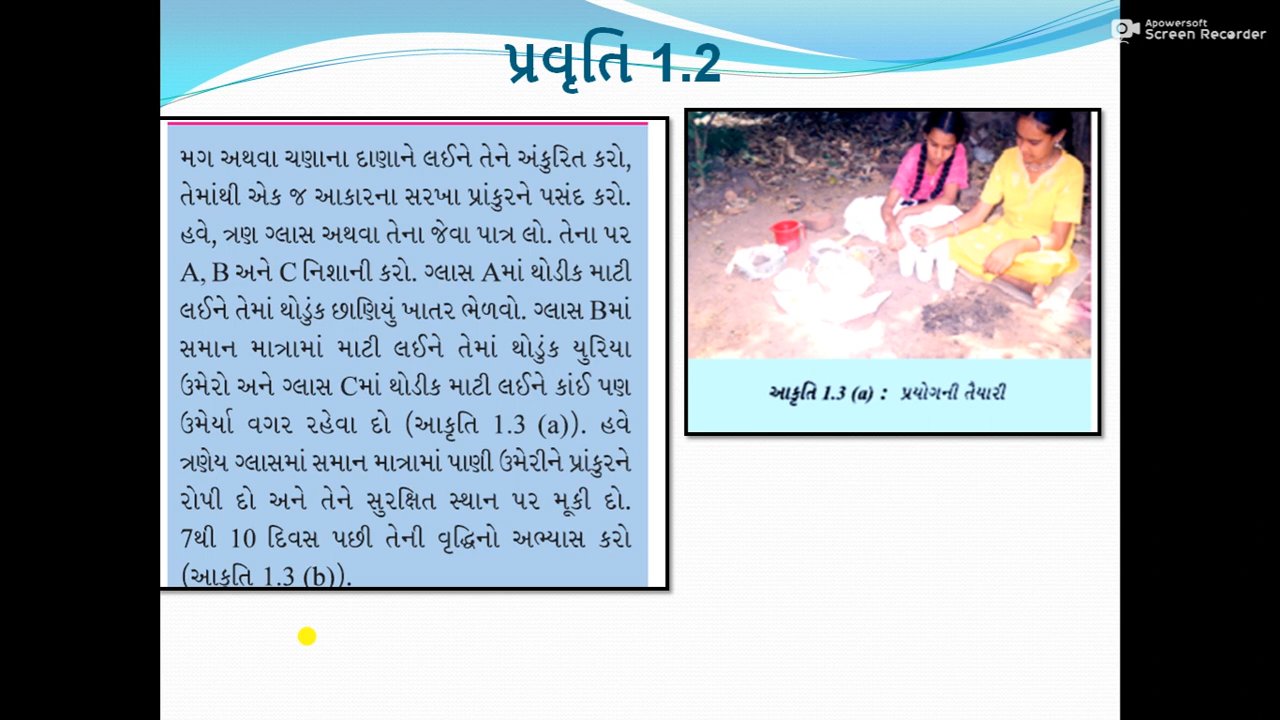 પ્રવૃતિ 1.2
Apowersoft
Screen Recorder
મગ અથવા ચણાના દાણાને લઈને તેને અંકુરિત કરો,
તેમાંથી એક જ આકારના સરખા પ્રાંકુરને પસંદ કરો.
હવે, ત્રણ ગ્લાસ અથવા તેના જેવા પાત્ર લો. તેના પર
A, B અને C નિશાની કરો. ગ્લાસ Aમાં થોડીક માટી
લઈને તેમાં થોડુંક છાણિયું ખાતર ભેળવો. ગ્લાસ Bમાં
સમાન માત્રામાં માટી લઈને તેમાં થોડુંક યુરિયા
ઉમેરો અને ગ્લાસ Cમાં થોડીક માટી લઈને કાંઈ પણ
ઉમેર્યા વગર રહેવા દો (આકૃતિ 1.3 (a)). હવે
ત્રણેય ગ્લાસમાં સમાન માત્રામાં પાણી ઉમેરીને પ્રાંકુરને
રોપી દો અને તેને સુરક્ષિત સ્થાન પર મૂકી દો.
7થી 10 દિવસ પછી તેની વૃદ્ધિનો અભ્યાસ કરો
(આકૃતિ 1.3 (b)).
આકૃતિ 1.3 (a) : પ્રયોગની તૈયારી